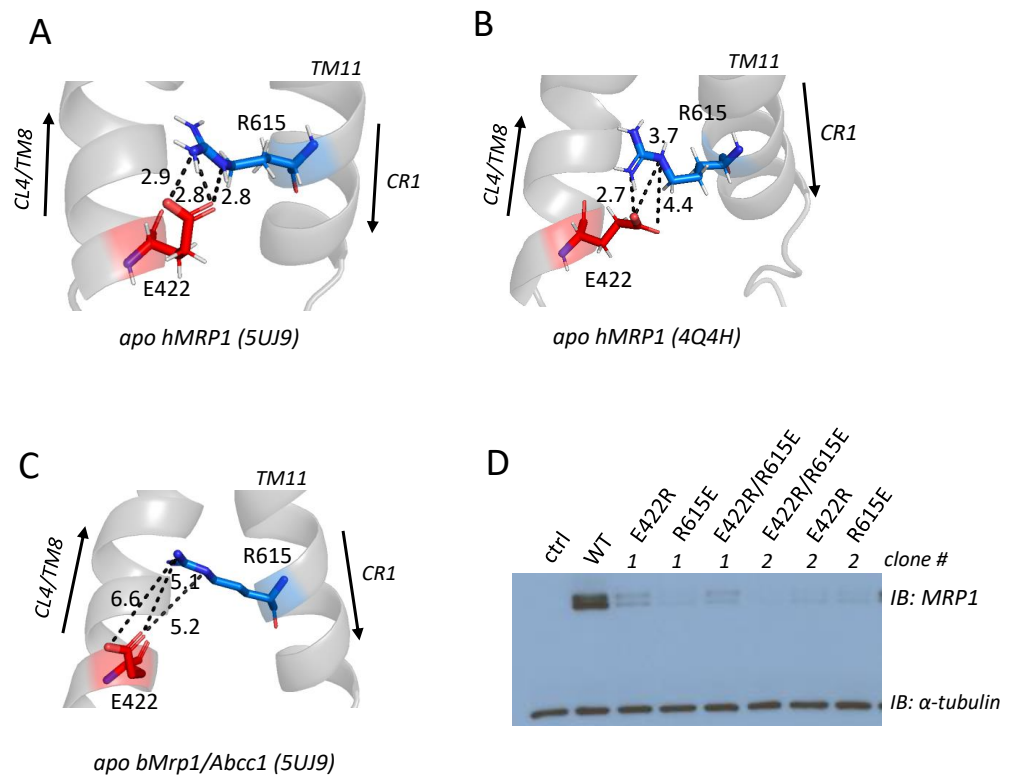 A
TM11
R615
CL4/TM8
CR1
2.9
2.8
2.8
E422
apo hMRP1 (5UJ9)
B
TM11
R615
CL4/TM8
CR1
3.7
2.7
4.4
E422
apo hMRP1 (4Q4H)
C
TM11
R615
CL4/TM8
CR1
5.1
6.6
5.2
E422
apo bMrp1/Abcc1 (5UJ9)
D
ctrl WT E422R R615E E422R/R615E E422R/R615E E422R R615E
1 1 1 2 2 2 clone #
IB: MRP1
IB: α-tubulin